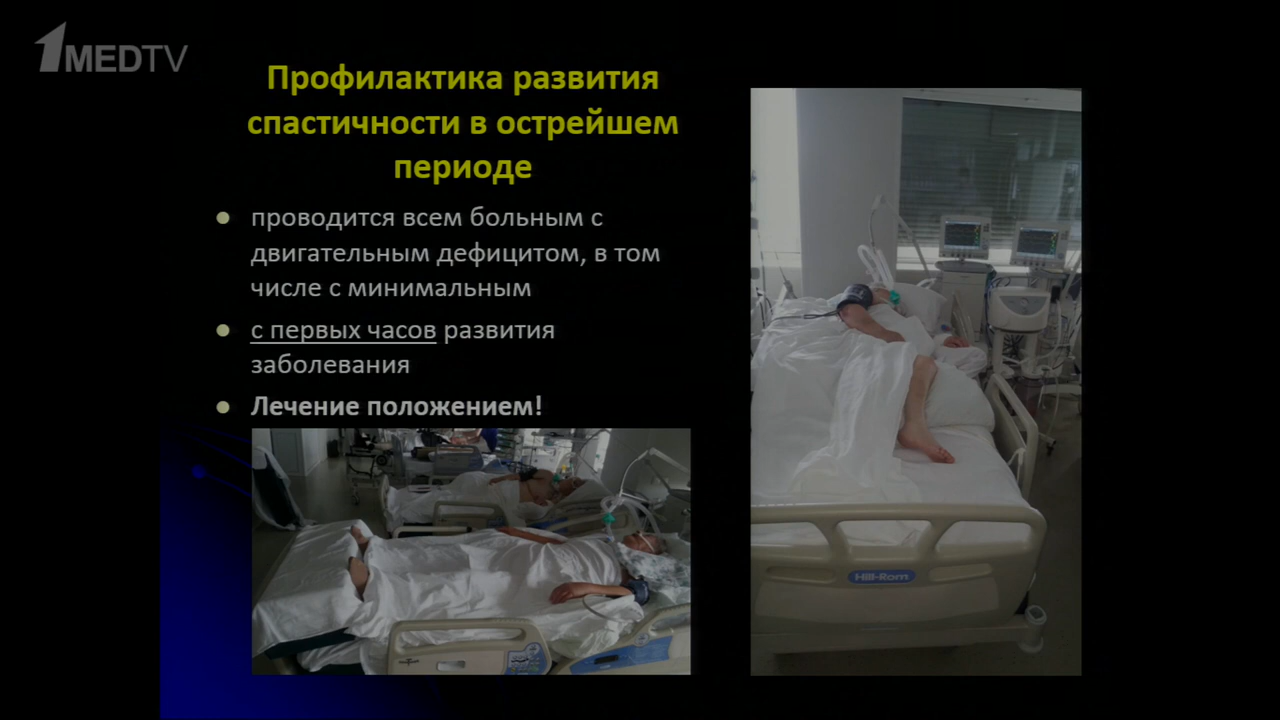 1MEDTV
Профилактика развития
спастичности в острейшем
периоде
● проводится всем больным с
двигательным дефицитом, в том
числе с минимальным
● с первых часов развития
заболевания
● Лечение положением!
Hill-Rom